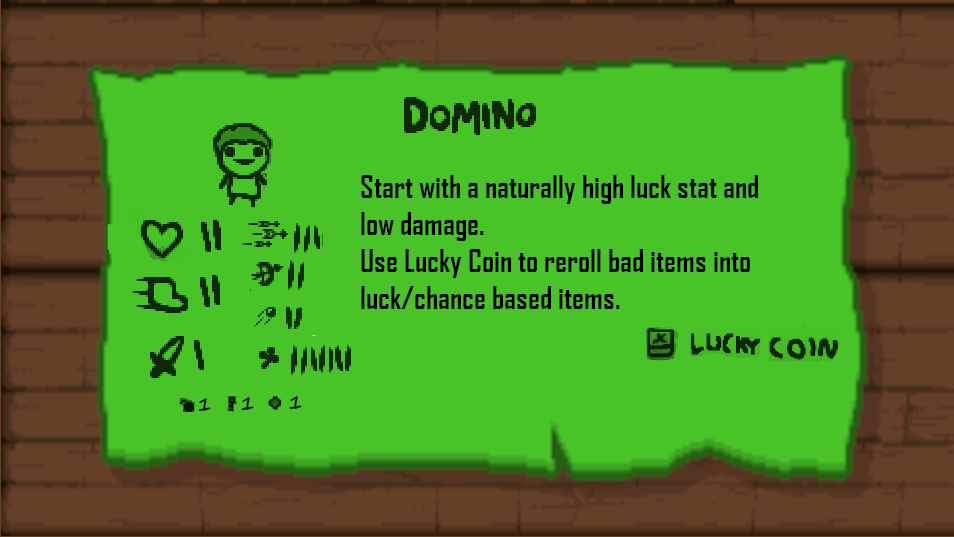 DOMINO
Start with a naturally high luck stat and
low damage.
Use Lucky Coin to reroll bad items into
luck/chance based items.
LUCKY COIN
1 1 1